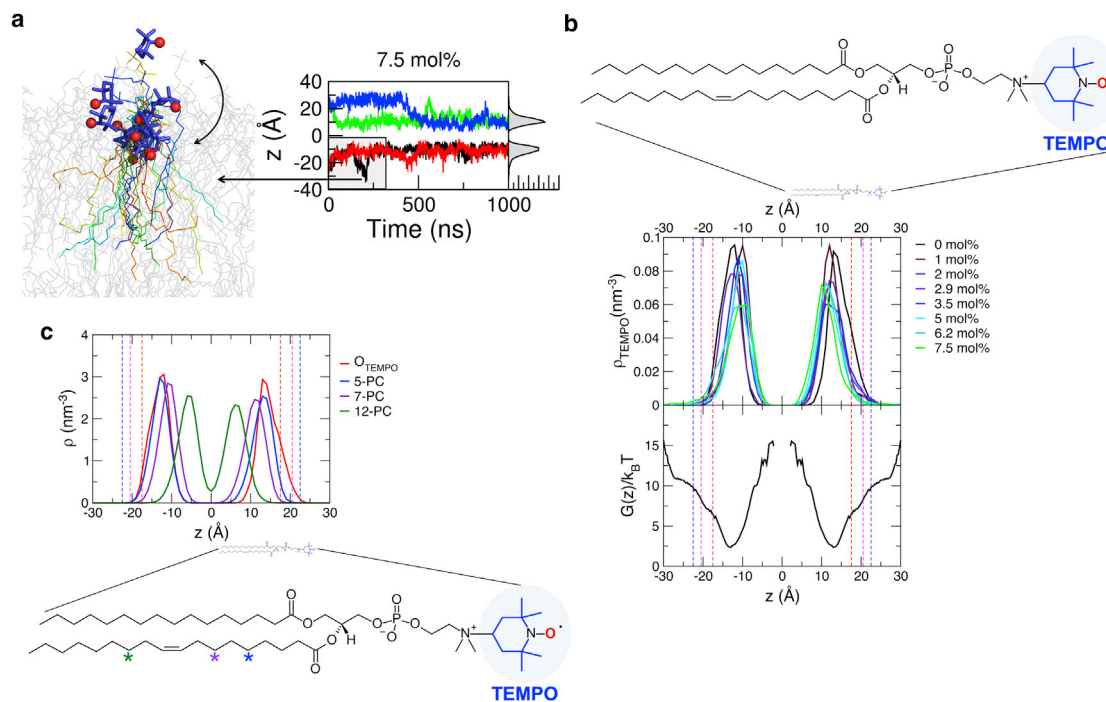 a
7.5 mol%
z (Å)
40
20
0
-20
-40
0
500
1000
Time (ns)
b
O
O
O
O
H
O
P
O
O-
O
N+
N-O
TEMPO
z (Å)
-30 -20 -10 0 10 20 30
ρTEMPO(nm-3)
0.1
0.08
0.06
0.04
0.02
0
0 mol%
1 mol%
2 mol%
2.9 mol%
3.5 mol%
5 mol%
6.2 mol%
7.5 mol%
G(z)/kBT
15
10
5
0
-30 -20 -10 0 10 20 30
z (Å)
c
ρ (nm-3)
4
3
2
1
0
-30 -20 -10 0 10 20 30
z (Å)
OTEMPO
5-PC
7-PC
12-PC
O
O
O
O
H
O
P
O
O-
O
N+
N-O·
* * *
TEMPO